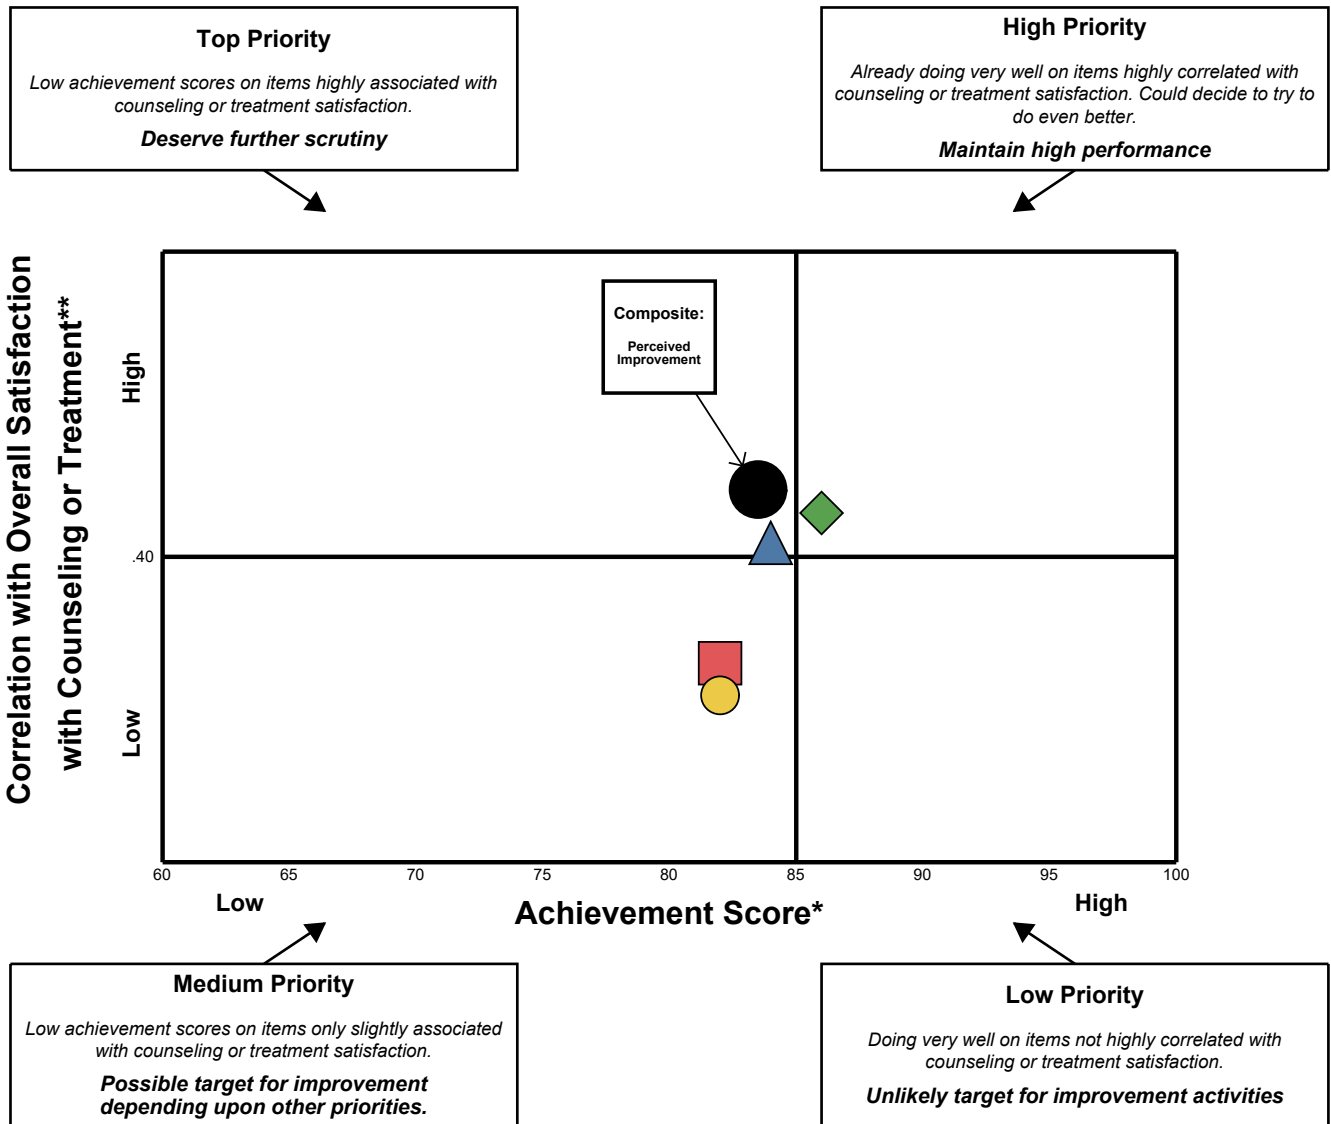 Top Priority
Low achievement scores on items highly associated with
counseling or treatment satisfaction.
Deserve further scrutiny
High Priority
Already doing very well on items highly correlated with
counseling or treatment satisfaction. Could decide to try to
do even better.
Maintain high performance
Correlation with Overall Satisfaction
with Counseling or Treatment**
High
Low
.40
Composite:
Perceived
Improvement
60
65
70
75
80
85
90
95
100
Low
Achievement Score*
High
Medium Priority
Low achievement scores on items only slightly associated
with counseling or treatment satisfaction.
Possible target for improvement
depending upon other priorities.
Low Priority
Doing very well on items not highly correlated with
counseling or treatment satisfaction.
Unlikely target for improvement activities